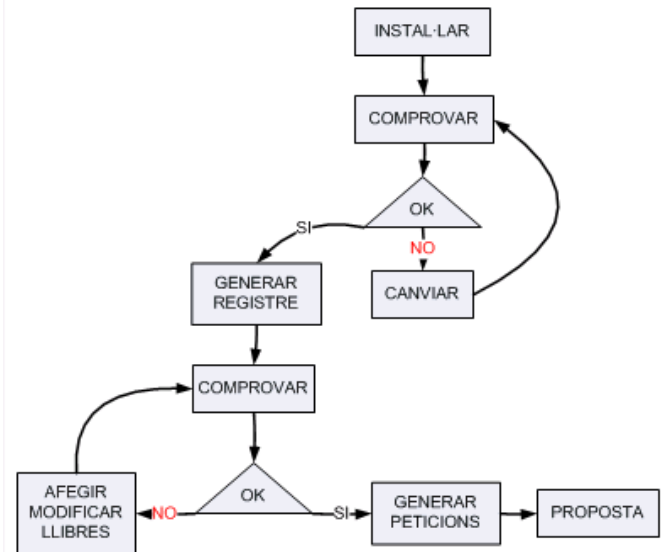 INSTAL·LAR
COMPROVAR
OK
SI
NO
GENERAR
REGISTRE
CANVIAR
COMPROVAR
OK
AFEGIR
MODIFICAR
LLIBRES
NO
SI
GENERAR
PETICIONS
PROPOSTA